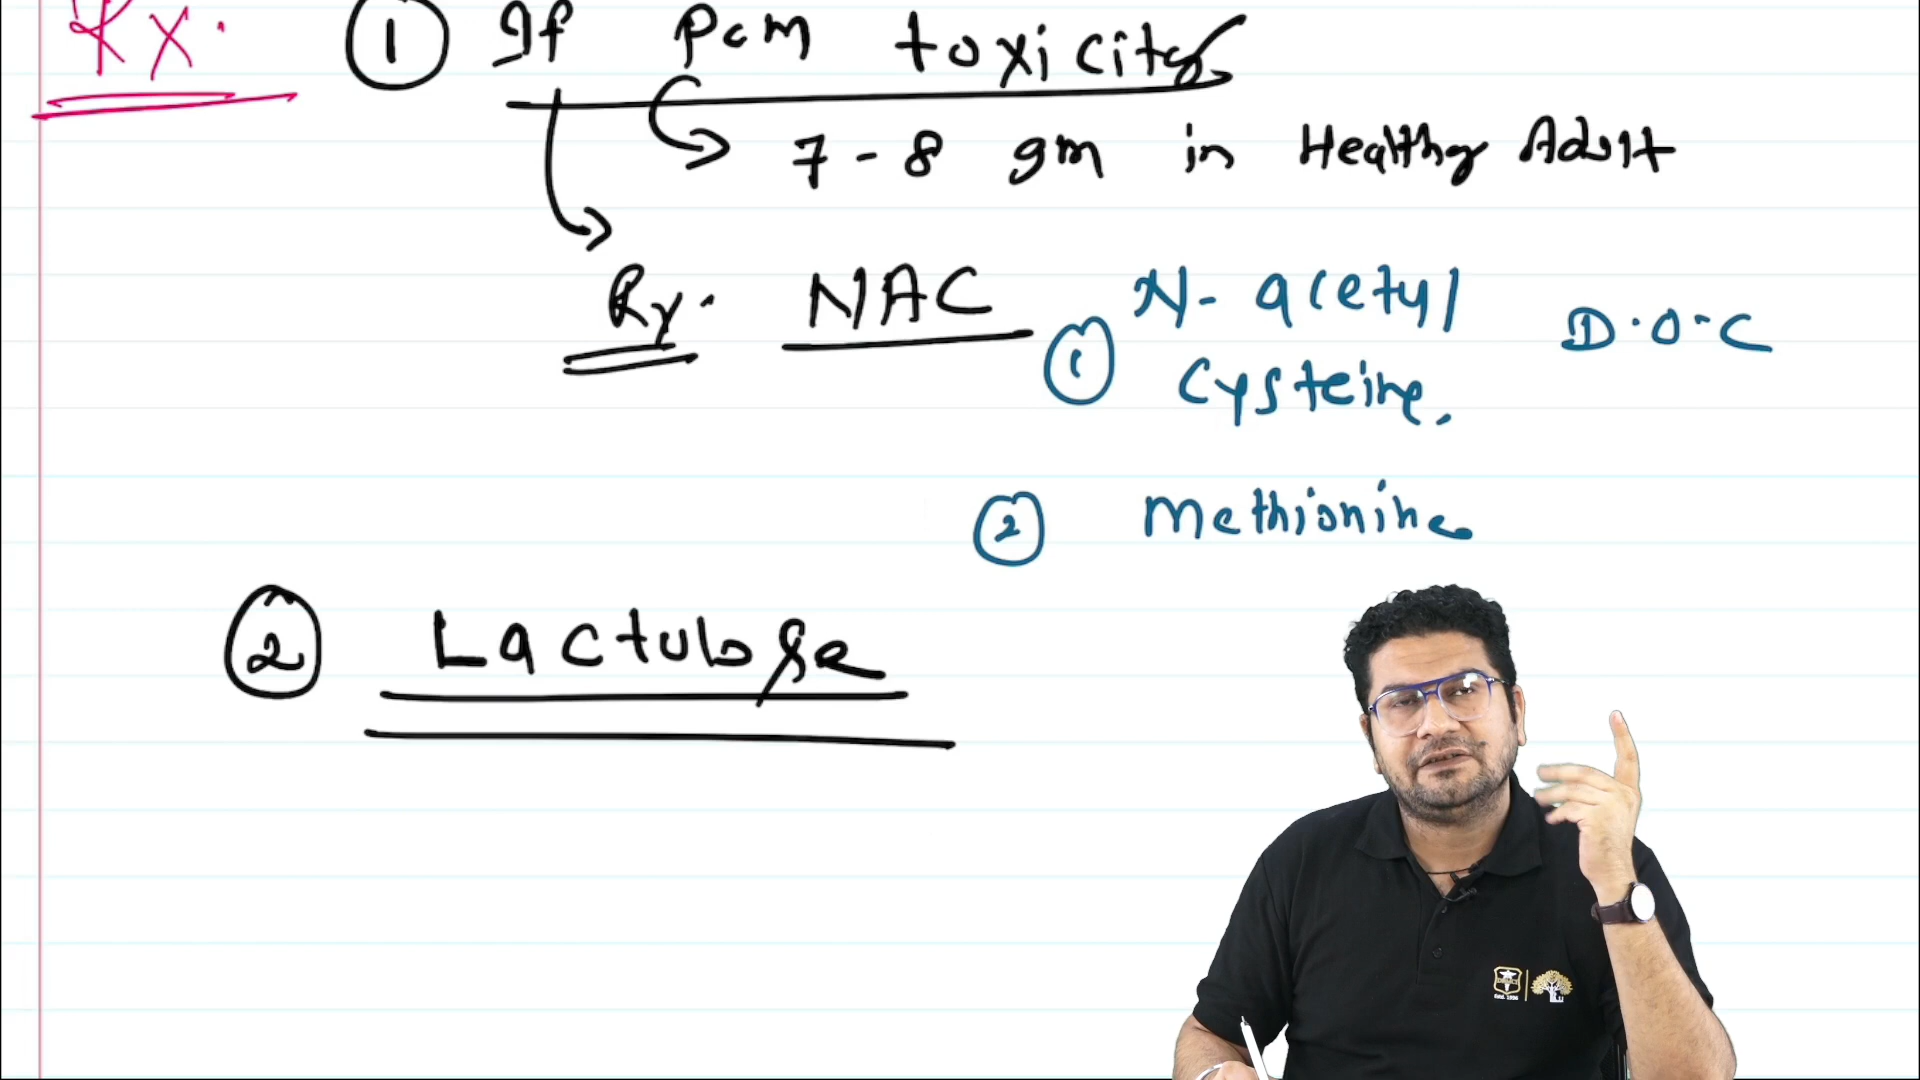 Rx.
① If Pcm toxicity
7-8 gm in Healthy Adult
Rx. NAC
① N-acetyl Cysteine. D.O.C
② Methionine
② Lactulose